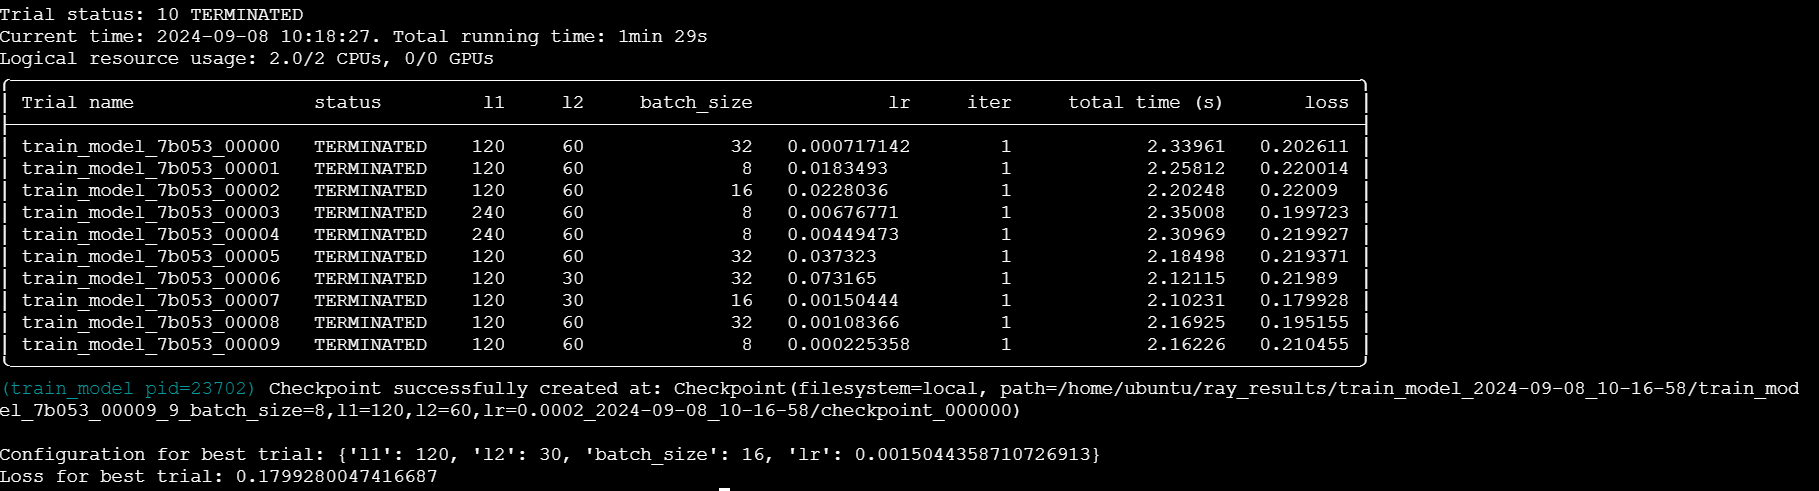 Trial status: 10 TERMINATED
Current time: 2024-09-08 10:18:27. Total running time: 1min 29s
Logical resource usage: 2.0/2 CPUs, 0/0 GPUs
Trial name status l1 l2 batch_size lr iter total time (s) loss
train_model_7b053_00000 TERMINATED 120 60 32 0.000717142 1 2.33961 0.202611
train_model_7b053_00001 TERMINATED 120 60 8 0.0183493 1 2.25812 0.220014
train_model_7b053_00002 TERMINATED 120 60 16 0.0228036 1 2.20248 0.22009
train_model_7b053_00003 TERMINATED 240 60 8 0.00676771 1 2.35008 0.199723
train_model_7b053_00004 TERMINATED 240 60 8 0.00449473 1 2.30969 0.219927
train_model_7b053_00005 TERMINATED 120 60 32 0.037323 1 2.18498 0.219371
train_model_7b053_00006 TERMINATED 120 30 32 0.073165 1 2.12115 0.21989
train_model_7b053_00007 TERMINATED 120 30 16 0.00150444 1 2.10231 0.179928
train_model_7b053_00008 TERMINATED 120 60 32 0.00108366 1 2.16925 0.195155
train_model_7b053_00009 TERMINATED 120 60 8 0.000225358 1 2.16226 0.210455
(train_model pid=23702) Checkpoint successfully created at: Checkpoint(filesystem=local, path=/home/ubuntu/ray_results/train_model_2024-09-08_10-16-58/train_mod
el_7b053_00009_9_batch_size=8,l1=120,l2=60,lr=0.0002_2024-09-08_10-16-58/checkpoint_000000)
Configuration for best trial: {'l1': 120, 'l2': 30, 'batch_size': 16, 'lr': 0.0015044358710726913}
Loss for best trial: 0.1799280047416687